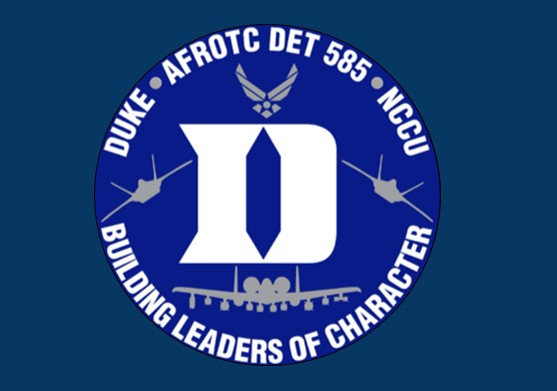 DUKE • AFROTC DET 585 • NCCU
D
BUILDING LEADERS OF CHARACTER